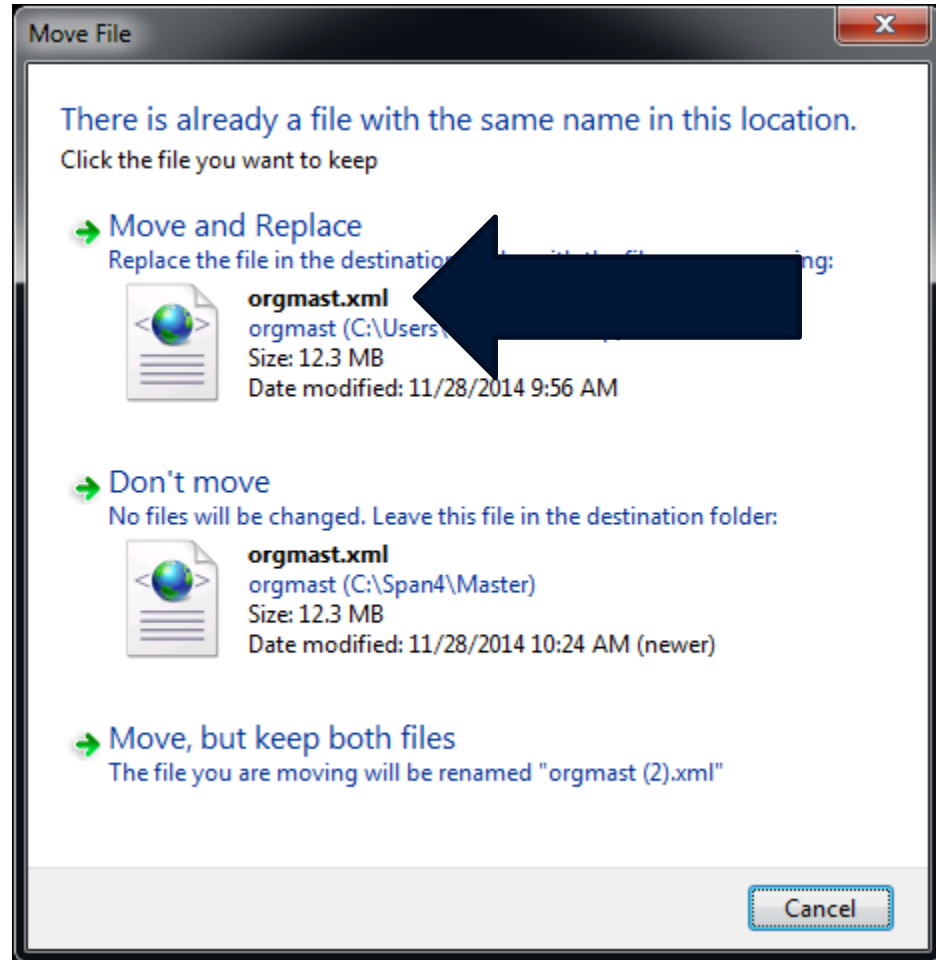 Move File
X
There is already a file with the same name in this location.
Click the file you want to keep
Move and Replace
Replace the file in the destination
orgmast.xml
orgmast (C:\Users\
Size: 12.3 MB
Date modified: 11/28/2014 9:56 AM
Don't move
No files will be changed. Leave this file in the destination folder:
orgmast.xml
orgmast (C:\Span4\Master)
Size: 12.3 MB
Date modified: 11/28/2014 10:24 AM (newer)
Move, but keep both files
The file you are moving will be renamed "orgmast (2).xml"
Cancel